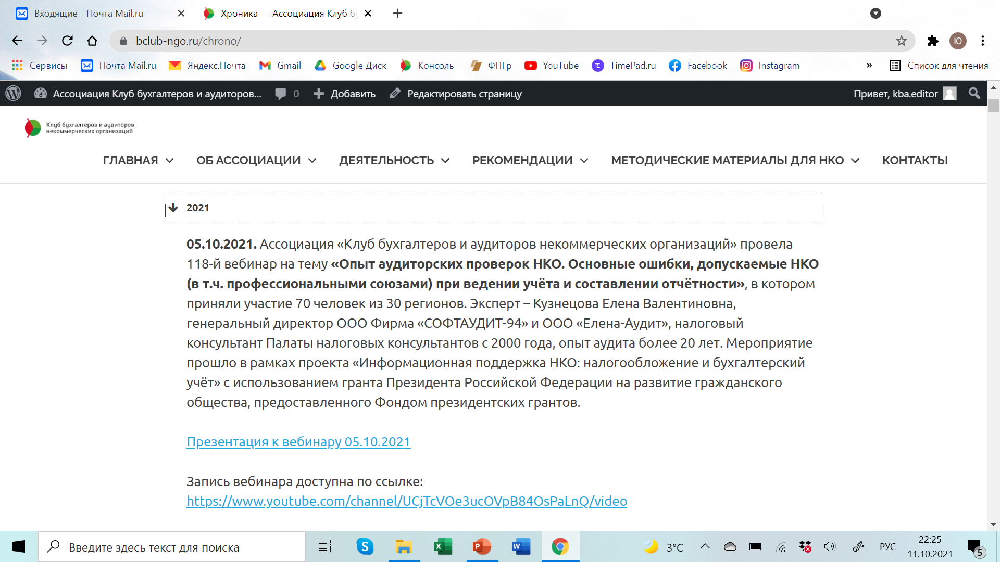 Входящие - Почта Mail.ru
Хроника — Ассоциация Клуб б
bclub-ngo.ru/chrono/
Ю
Сервисы
Почта Mail.ru
Яндекс.Почта
Gmail
Google Диск
Консоль
ФПГр
YouTube
TimePad.ru
Facebook
Instagram
»
Список для чтения
Ассоциация Клуб бухгалтеров и аудиторов...
0
Добавить
Редактировать страницу
Привет, kba.editor
Клуб бухгалтеров и аудиторов
некоммерческих организаций
ГЛАВНАЯ
ОБ АССОЦИАЦИИ
ДЕЯТЕЛЬНОСТЬ
РЕКОМЕНДАЦИИ
МЕТОДИЧЕСКИЕ МАТЕРИАЛЫ ДЛЯ НКО
КОНТАКТЫ
2021
05.10.2021. Ассоциация «Клуб бухгалтеров и аудиторов некоммерческих организаций» провела
118-й вебинар на тему «Опыт аудиторских проверок НКО. Основные ошибки, допускаемые НКО
(в т.ч. профессиональными союзами) при ведении учёта и составлении отчётности», в котором
приняли участие 70 человек из 30 регионов. Эксперт – Кузнецова Елена Валентиновна,
генеральный директор ООО Фирма «СОФТАУДИТ-94» и ООО «Елена-Аудит», налоговый
консультант Палаты налоговых консультантов с 2000 года, опыт аудита более 20 лет. Мероприятие
прошло в рамках проекта «Информационная поддержка НКО: налогообложение и бухгалтерский
учёт» с использованием гранта Президента Российской Федерации на развитие гражданского
общества, предоставленного Фондом президентских грантов.
Презентация к вебинару 05.10.2021
Запись вебинара доступна по ссылке:
https://www.youtube.com/channel/UCjTcVOe3ucOVpB84OsPaLnQ/video
Введите здесь текст для поиска
3°C
РУС
22:25
11.10.2021
5